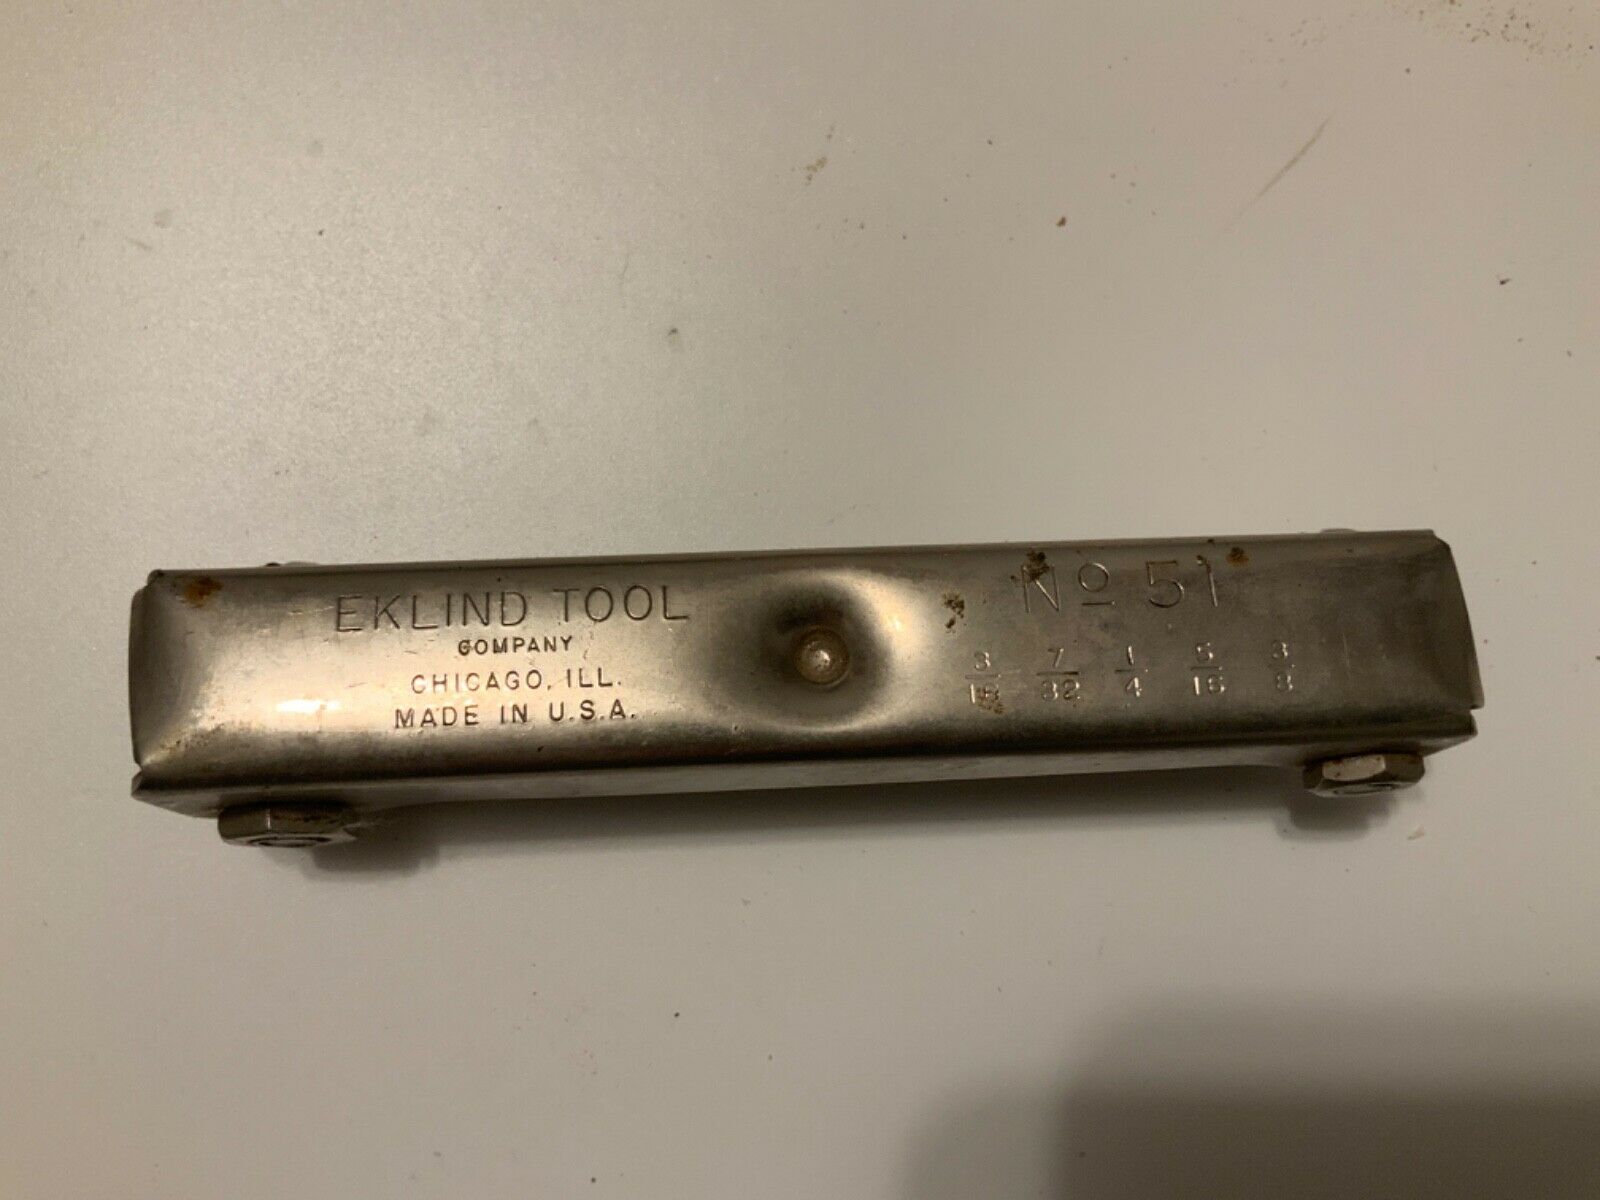 EKLIND TOOL
COMPANY
CHICAGO, ILL.
MADE IN U.S.A.
Nº 51
3/16 7/32 1/4 5/16 3/8